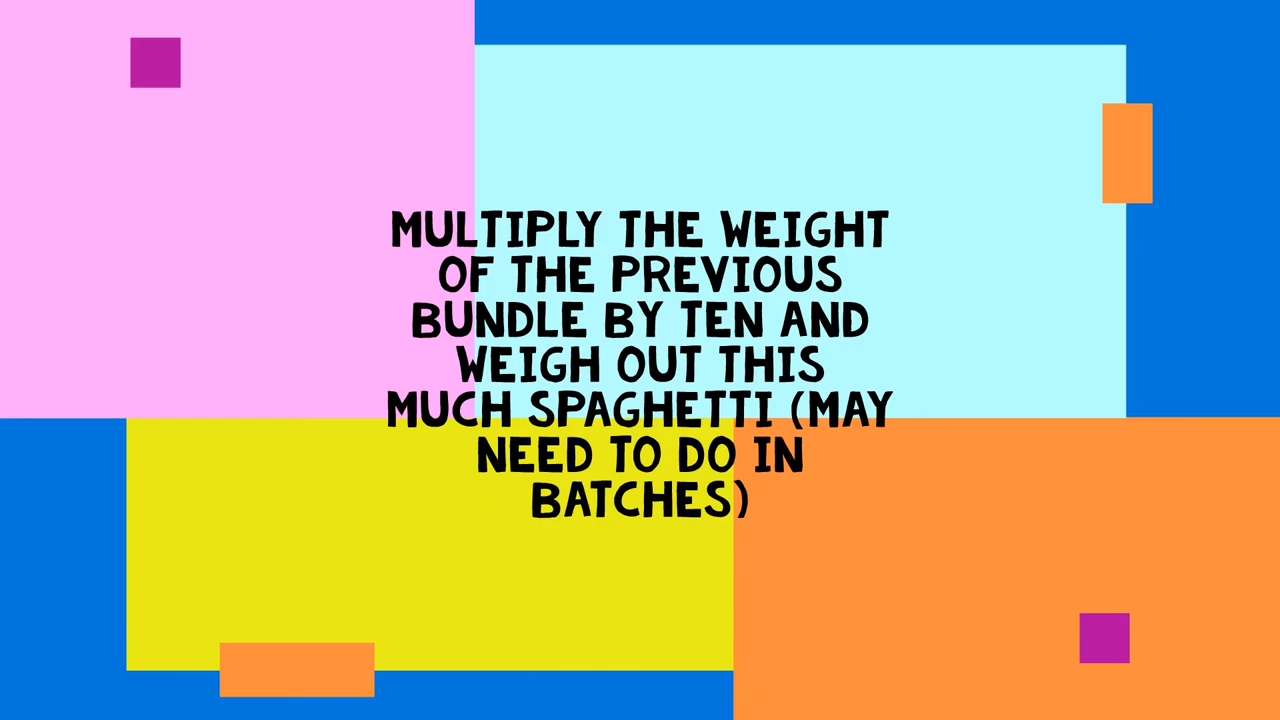 MULTIPLY THE WEIGHT
OF THE PREVIOUS
BUNDLE BY TEN AND
WEIGH OUT THIS
MUCH SPAGHETTI (MAY
NEED TO DO IN
BATCHES)